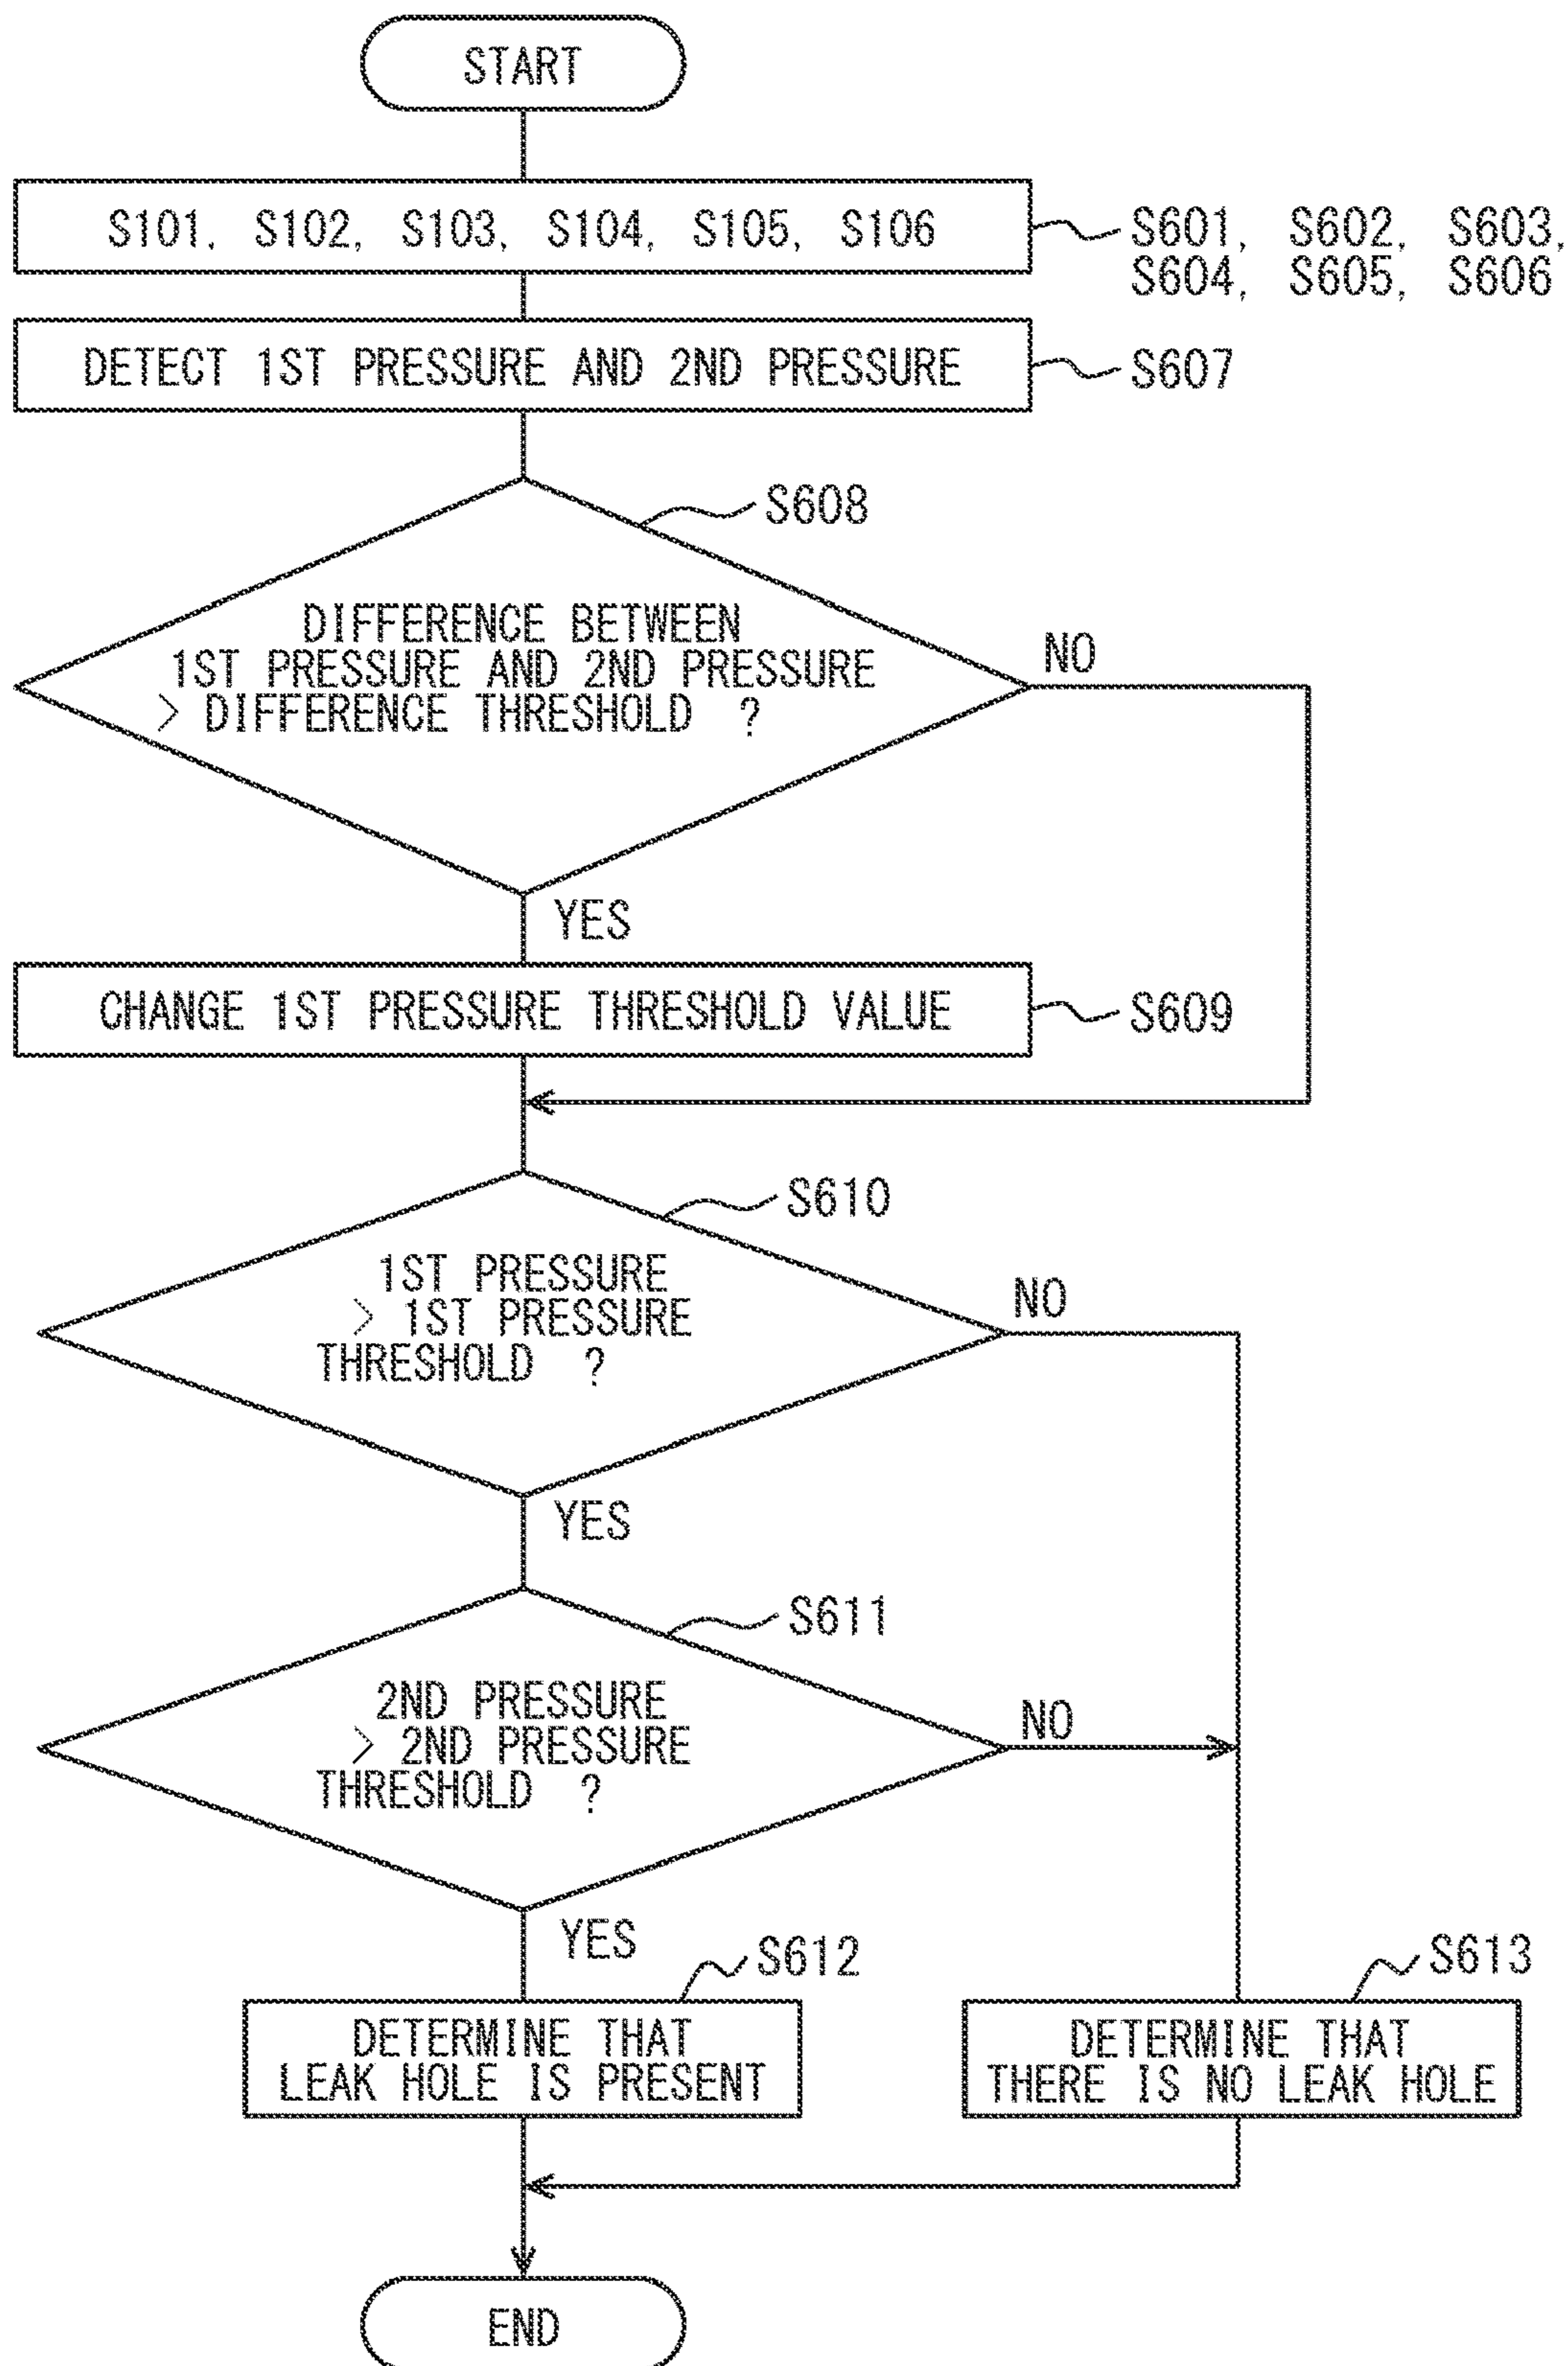 START
S101, S102, S103, S104, S105, S106
S601, S602, S603,
S604, S605, S606
DETECT 1ST PRESSURE AND 2ND PRESSURE
S607
S608
DIFFERENCE BETWEEN
1ST PRESSURE AND 2ND PRESSURE
> DIFFERENCE THRESHOLD ?
NO
YES
CHANGE 1ST PRESSURE THRESHOLD VALUE
S609
S610
1ST PRESSURE
> 1ST PRESSURE
THRESHOLD ?
NO
YES
S611
2ND PRESSURE
> 2ND PRESSURE
THRESHOLD ?
NO
YES
S612
S613
DETERMINE THAT
LEAK HOLE IS PRESENT
DETERMINE THAT
THERE IS NO LEAK HOLE
END